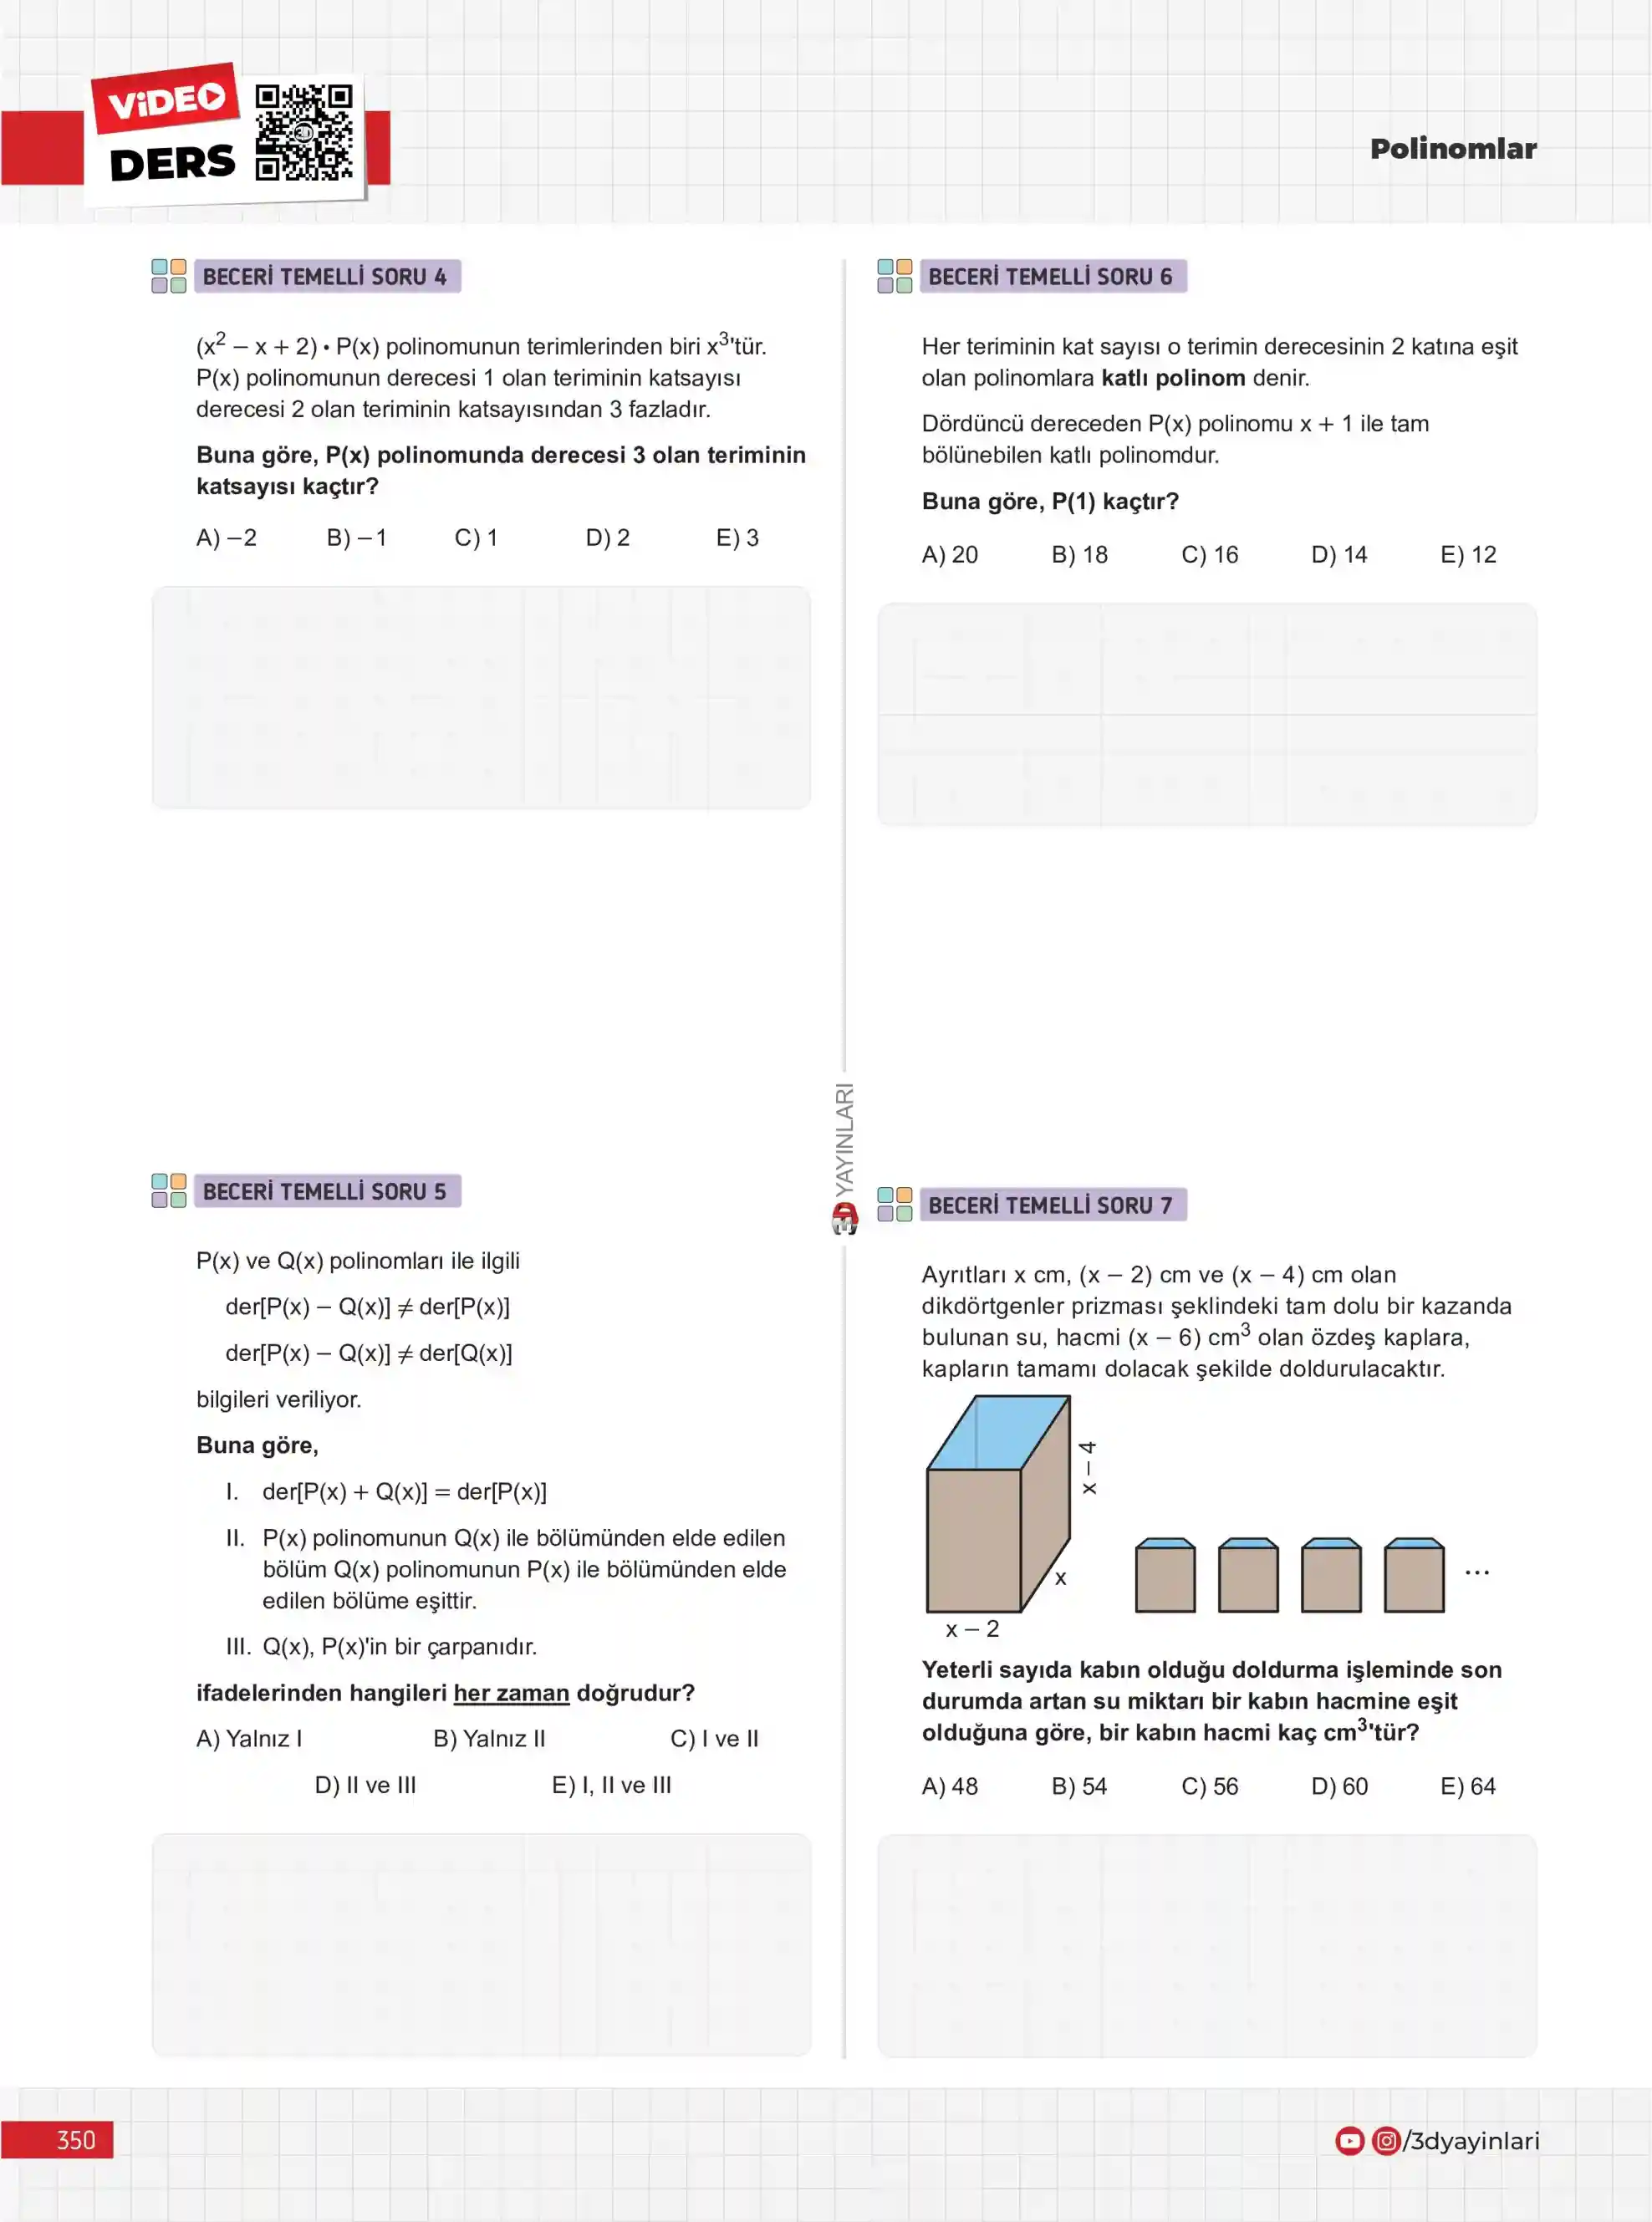 VİDEO
DERS
Polinomlar
BECERİ TEMELLİ SORU 4
(x² – x + 2) • P(x) polinomunun terimlerinden biri x³'tür.
P(x) polinomunun derecesi 1 olan teriminin katsayısı
derecesi 2 olan teriminin katsayısından 3 fazladır.
Buna göre, P(x) polinomunda derecesi 3 olan teriminin
katsayısı kaçtır?
A) –2 B) –1 C) 1 D) 2 E) 3
BECERİ TEMELLİ SORU 5
P(x) ve Q(x) polinomları ile ilgili
der[P(x) – Q(x)] ≠ der[P(x)]
der[P(x) – Q(x)] ≠ der[Q(x)]
bilgileri veriliyor.
Buna göre,
I. der[P(x) + Q(x)] = der[P(x)]
II. P(x) polinomunun Q(x) ile bölümünden elde edilen
bölüm Q(x) polinomunun P(x) ile bölümünden elde
edilen bölüme eşittir.
III. Q(x), P(x)'in bir çarpanıdır.
ifadelerinden hangileri her zaman doğrudur?
A) Yalnız I B) Yalnız II C) I ve II
D) II ve III E) I, II ve III
YAYINLARI
BECERİ TEMELLİ SORU 6
Her teriminin kat sayısı o terimin derecesinin 2 katına eşit
olan polinomlara katlı polinom denir.
Dördüncü dereceden P(x) polinomu x + 1 ile tam
bölünebilen katlı polinomdur.
Buna göre, P(1) kaçtır?
A) 20 B) 18 C) 16 D) 14 E) 12
BECERİ TEMELLİ SORU 7
Ayrıtları x cm, (x – 2) cm ve (x – 4) cm olan
dikdörtgenler prizması şeklindeki tam dolu bir kazanda
bulunan su, hacmi (x – 6) cm³ olan özdeş kaplara,
kapların tamamı dolacak şekilde doldurulacaktır.
x – 4
x
x – 2
...
Yeterli sayıda kabın olduğu doldurma işleminde son
durumda artan su miktarı bir kabın hacmine eşit
olduğuna göre, bir kabın hacmi kaç cm³'tür?
A) 48 B) 54 C) 56 D) 60 E) 64
350
/3dyayinlari